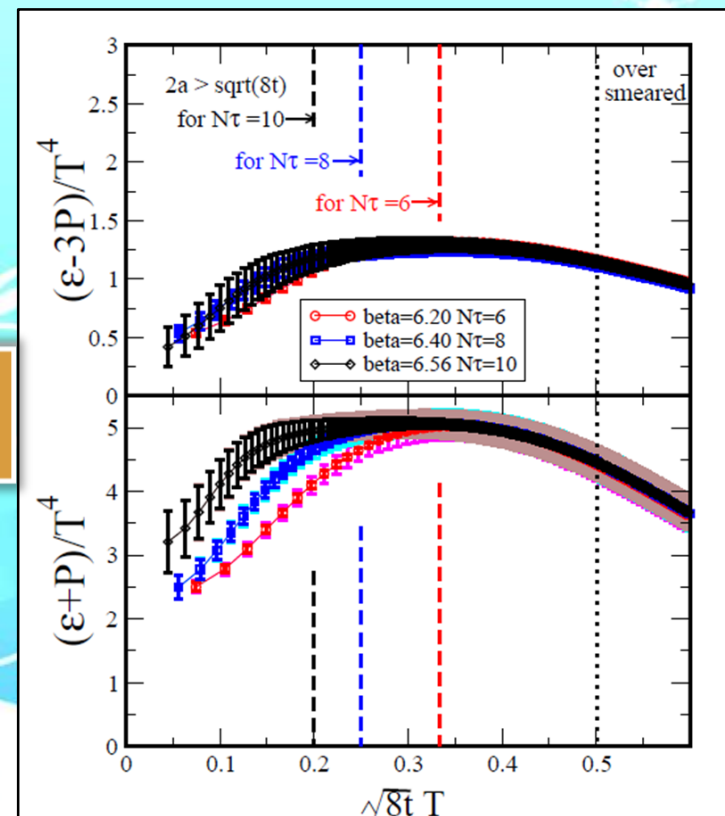 3
2.5
2
1.5
1
0.5
0
(ε-3P)/T⁴
2a > sqrt(8t)
for Nτ =10
for Nτ =8
for Nτ =6
over
smeared
beta=6.20 Nτ=6
beta=6.40 Nτ=8
beta=6.56 Nτ=10
5
4
3
2
1
0
(ε+P)/T⁴
0 0.1 0.2 0.3 0.4 0.5
√8t T